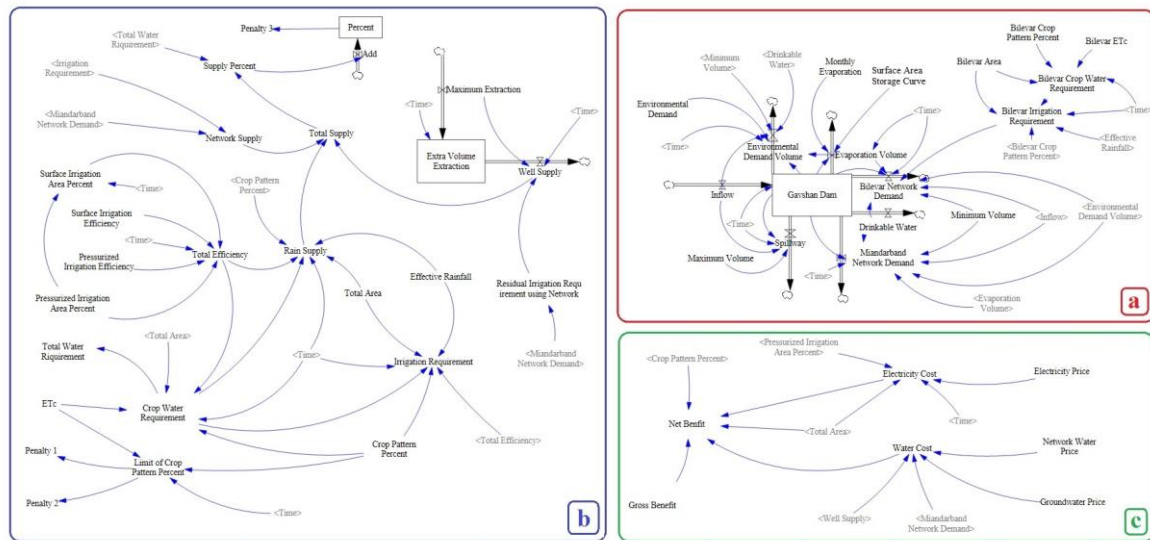 Penalty 3
Percent
<Total Water
Riquirement>
Add
Supply Percent
<Irrigation
Requirement>
Maximum Extraction
<Time>
<Time>
<Miandarband
Network Demand>
Network Supply
Total Supply
Extra Volume
Extraction
Well Supply
Surface Irrigation
Area Percent
<Time>
<Crop Pattern
Percent>
Surface Irrigation
Efficiency
<Time>
Total Efficiency
Rain Supply
Pressurized
Irrigation Efficiency
Effective Rainfall
Residual Irrigation Requ
irement using Network
Pressurized Irrigation
Area Percent
Total Area
Total Water
Riquirement
<Total Area>
<Time>
Irrigation Requirement
<Miandarband
Network Demand>
ETc
Crop Water
Requirement
<Total Efficiency>
Penalty 1
Limit of Crop
Pattern Percent
Crop Pattern
Percent
Penalty 2
<Time>
b
Bilevar Crop
Pattern Percent
Bilevar ETc
<Minimum
Volume>
<Drinkable
Water>
Monthly
Evaporation
Surface Area
Storage Curve
Bilevar Area
Bilevar Crop Water
Requirement
Environmental
Demand
<Time>
Bilevar Irrigation
Requirement
<Time>
<Time>
Environmental
Demand Volume
Evaporation Volume
<Effective
Rainfall>
<Bilevar Crop
Pattern Percent>
Inflow
Gavshan Dam
Bilevar Network
Demand
<Time>
Minimum
Volume
<Inflow>
<Environmental
Demand Volume>
Drinkable Water
Spillway
Maximum Volume
Miandarband
Network Demand
<Time>
<Evaporation
Volume>
a
<Pressurized Irrigation
Area Percent>
<Crop Pattern Percent>
Electricity Cost
Electricity Price
Net Benfit
<Total Area>
<Time>
Water Cost
Network Water
Price
Gross Benefit
Groundwater Price
<Well Supply>
<Miandarband
Network Demand>
c